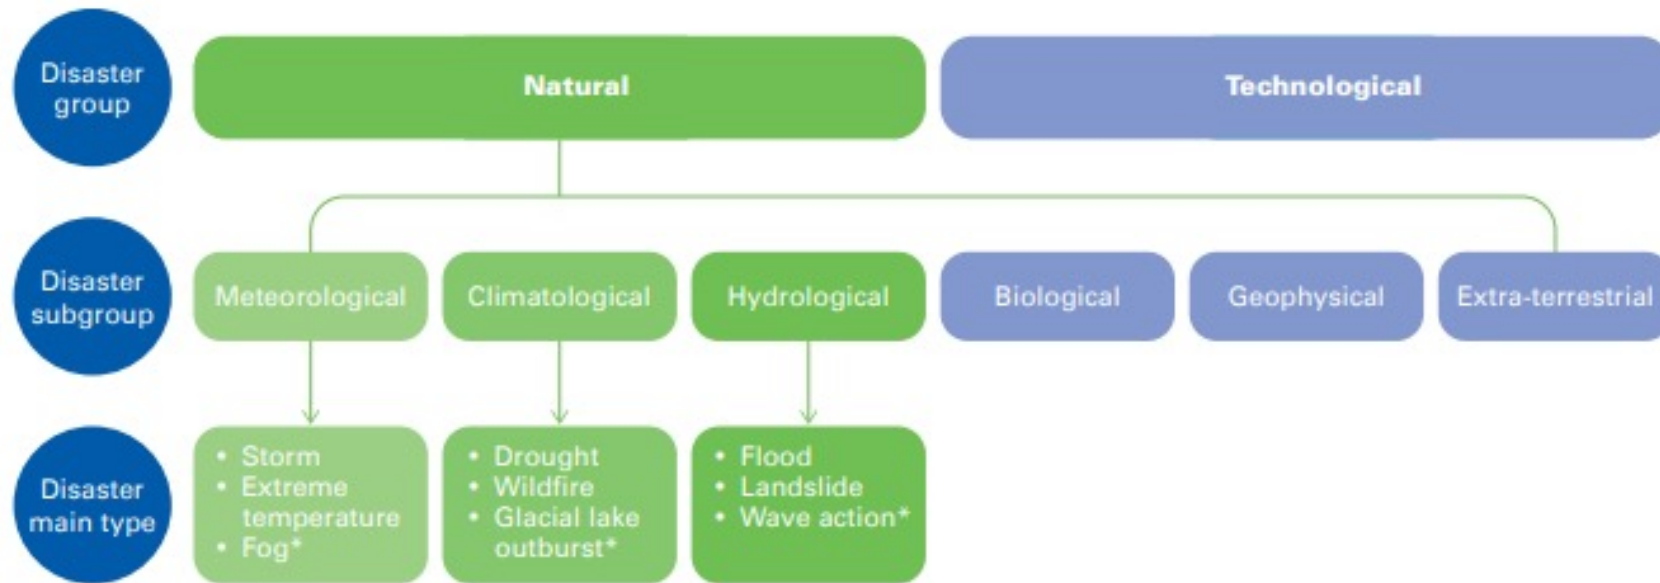 Disaster
group
Natural
Technological
Disaster
subgroup
Meteorological
Climatological
Hydrological
Biological
Geophysical
Extra-terrestrial
Disaster
main type
• Storm
• Extreme
temperature
• Fog*
• Drought
• Wildfire
• Glacial lake
outburst*
• Flood
• Landslide
• Wave action*